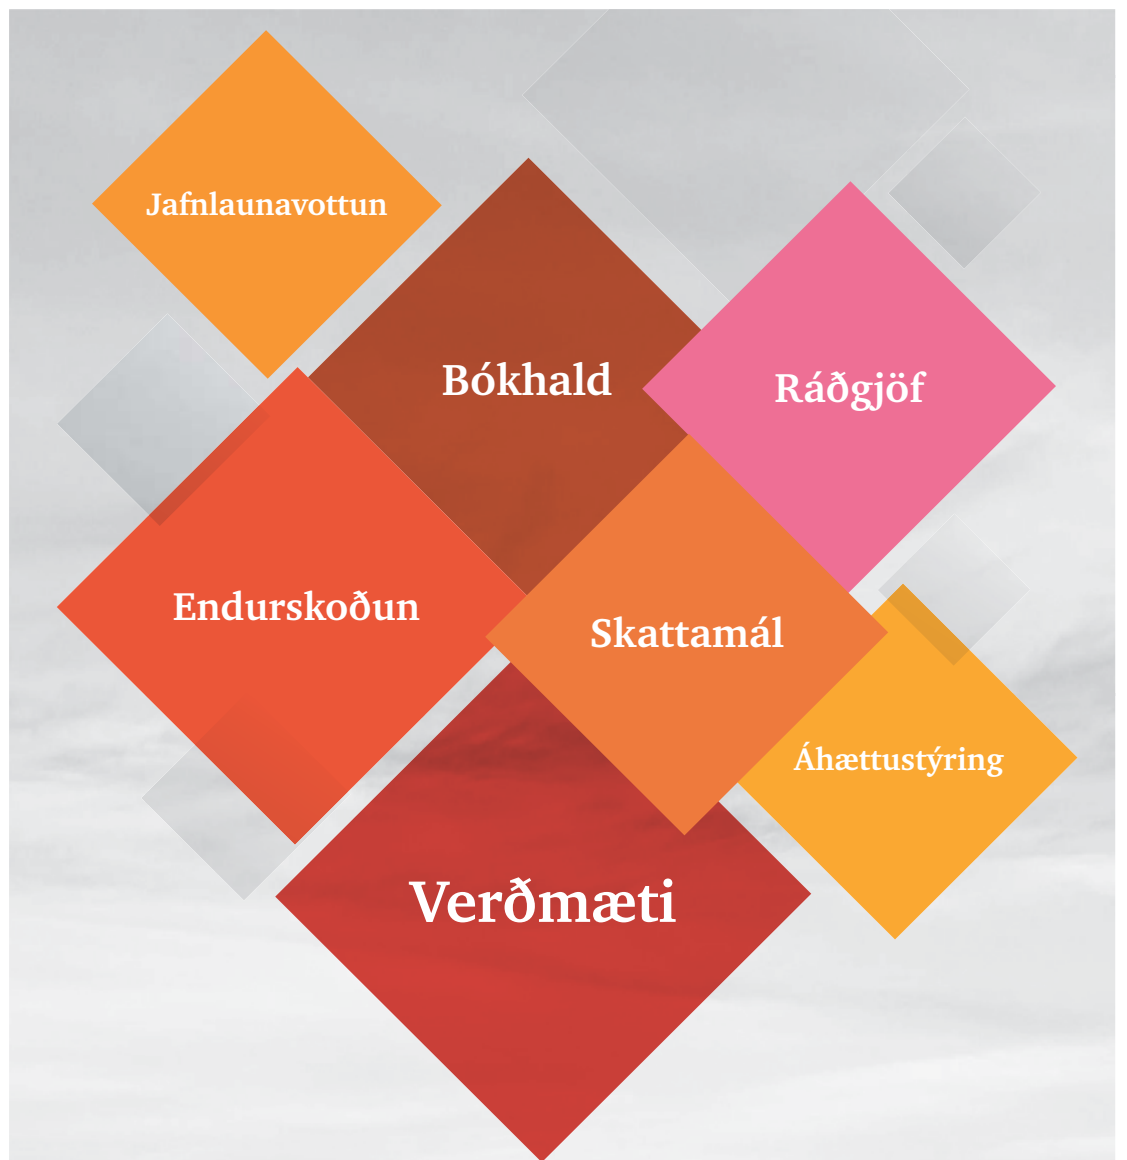 Jafnlaunavottun
Bókhald
Ráðgjöf
Endurskoðun
Skattamál
Áhættustýring
Verðmæti